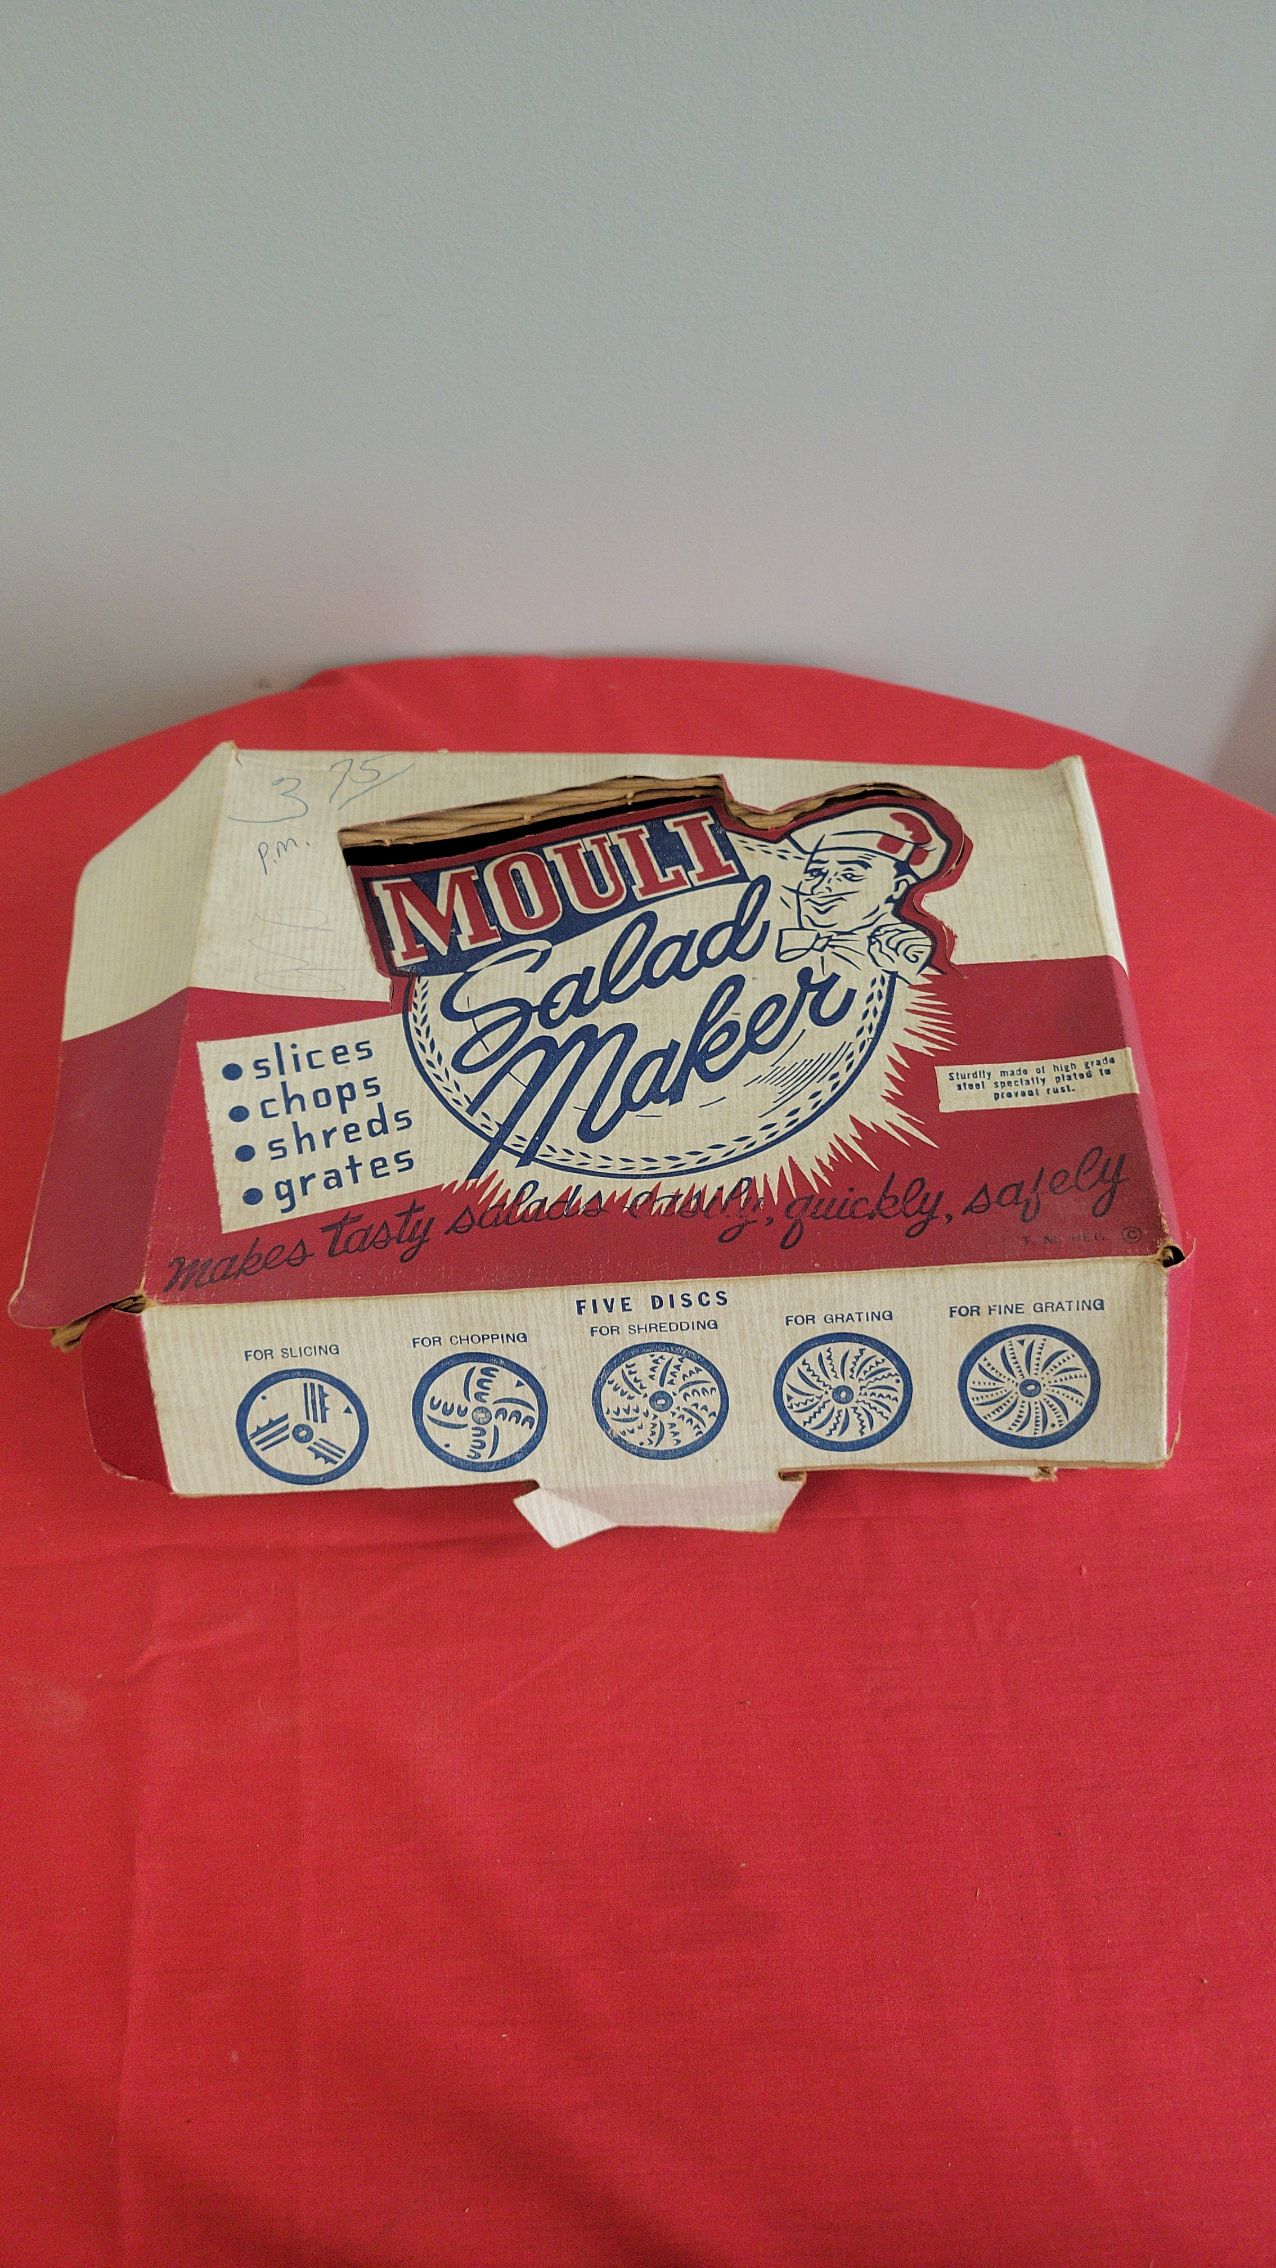 3 75
P.M.
MOULI
Salad
Maker
•slices
•chops
•shreds
•grates
Sturdily made of high grade
steel specially plated to
prevent rust.
makes tasty salads easily, quickly, safely
©
FIVE DISCS
FOR SLICING
FOR CHOPPING
FOR SHREDDING
FOR GRATING
FOR FINE GRATING